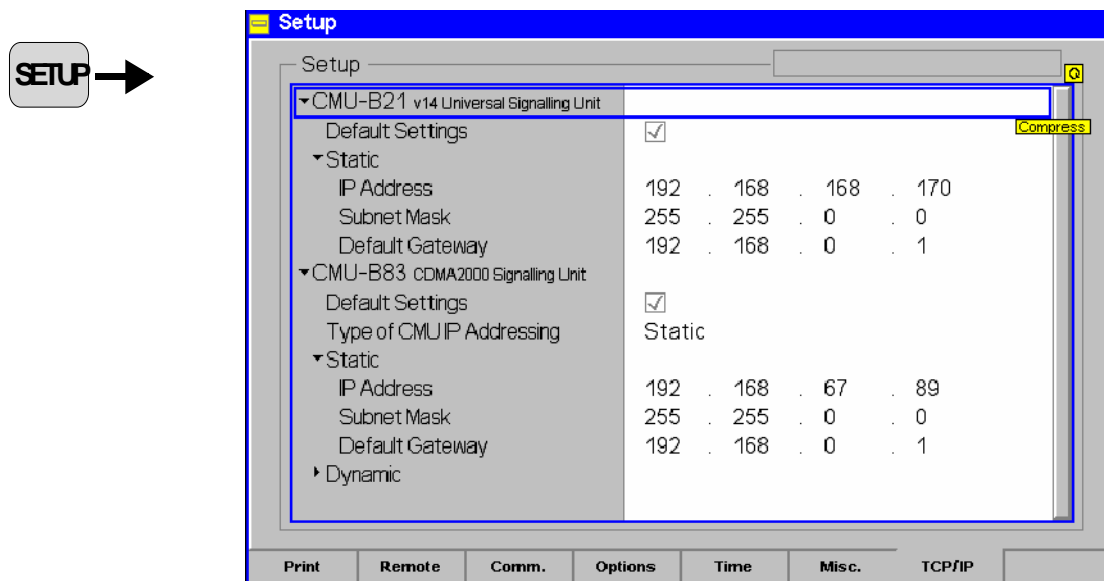 Setup
SETUP
Setup
Q
CMU-B21 v14 Universal Signalling Unit
Compress
Default Settings
Static
IP Address 192 . 168 . 168 . 170
Subnet Mask 255 . 255 . 0 . 0
Default Gateway 192 . 168 . 0 . 1
CMU-B83 CDMA2000 Signalling Unit
Default Settings
Type of CMU IP Addressing Static
Static
IP Address 192 . 168 . 67 . 89
Subnet Mask 255 . 255 . 0 . 0
Default Gateway 192 . 168 . 0 . 1
Dynamic
Print Remote Comm. Options Time Misc. TCP/IP